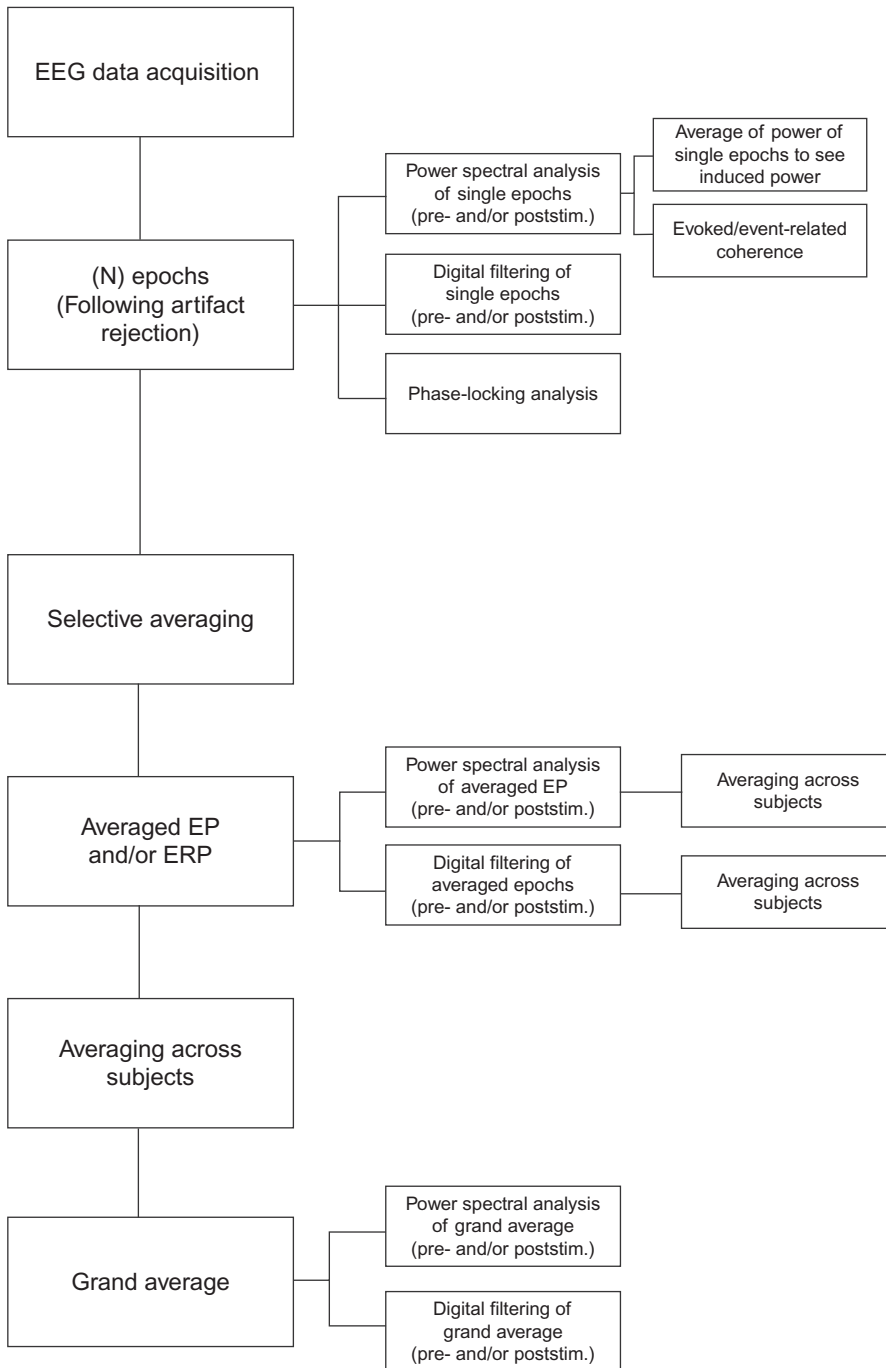 EEG data acquisition
(N) epochs
(Following artifact
rejection)
Power spectral analysis
of single epochs
(pre- and/or poststim.)
Average of power of
single epochs to see
induced power
Evoked/event-related
coherence
Digital filtering of
single epochs
(pre- and/or poststim.)
Phase-locking analysis
Selective averaging
Averaged EP
and/or ERP
Power spectral analysis
of averaged EP
(pre- and/or poststim.)
Averaging across
subjects
Digital filtering of
averaged epochs
(pre- and/or poststim.)
Averaging across
subjects
Averaging across
subjects
Grand average
Power spectral analysis
of grand average
(pre- and/or poststim.)
Digital filtering of
grand average
(pre- and/or poststim.)